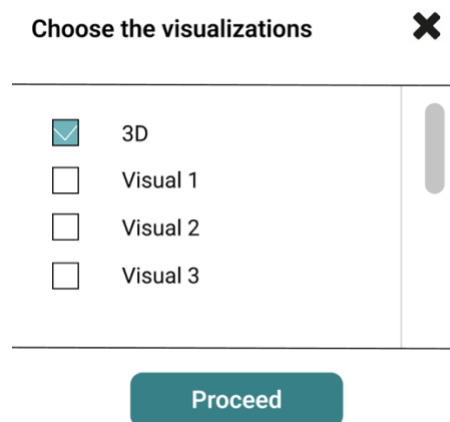 Choose the visualizations
3D
Visual 1
Visual 2
Visual 3
Proceed